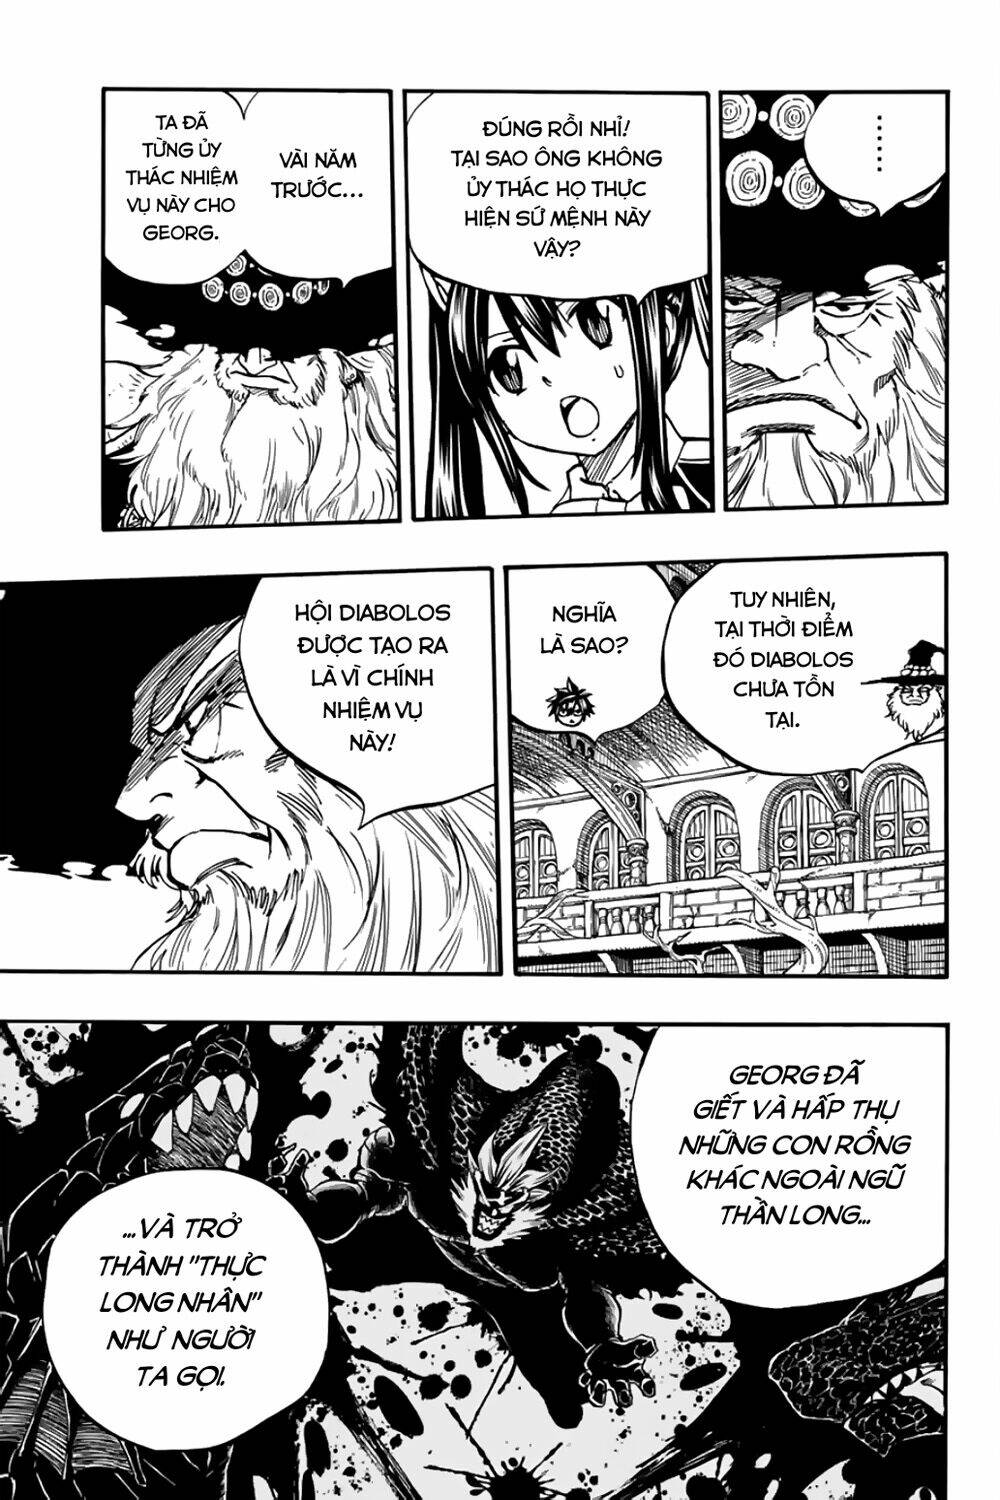 ......
ĐÚNG RỒI NHỈ!
TẠI SAO ÔNG KHÔNG
ỦY THÁC HỌ THỰC
HIỆN SỨ MỆNH NÀY
VẬY?
VÀI NĂM
TRƯỚC...
TA ĐÃ
TỪNG ỦY
THÁC NHIỆM
VỤ NÀY CHO
GEORG.
TUY NHIÊN,
TẠI THỜI ĐIỂM
ĐÓ DIABOLOS
CHƯA TỒN
TẠI.
NGHĨA
LÀ SAO?
HỘI DIABOLOS
ĐƯỢC TẠO RA
LÀ VÌ CHÍNH
NHIỆM VỤ
NÀY!
GEORG ĐÃ
GIẾT VÀ HẤP THỤ
NHỮNG CON RỒNG
KHÁC NGOÀI NGŨ
THẦN LONG...
...VÀ TRỞ
THÀNH "THỰC
LONG NHÂN"
NHƯ NGƯỜI
TA GỌI.